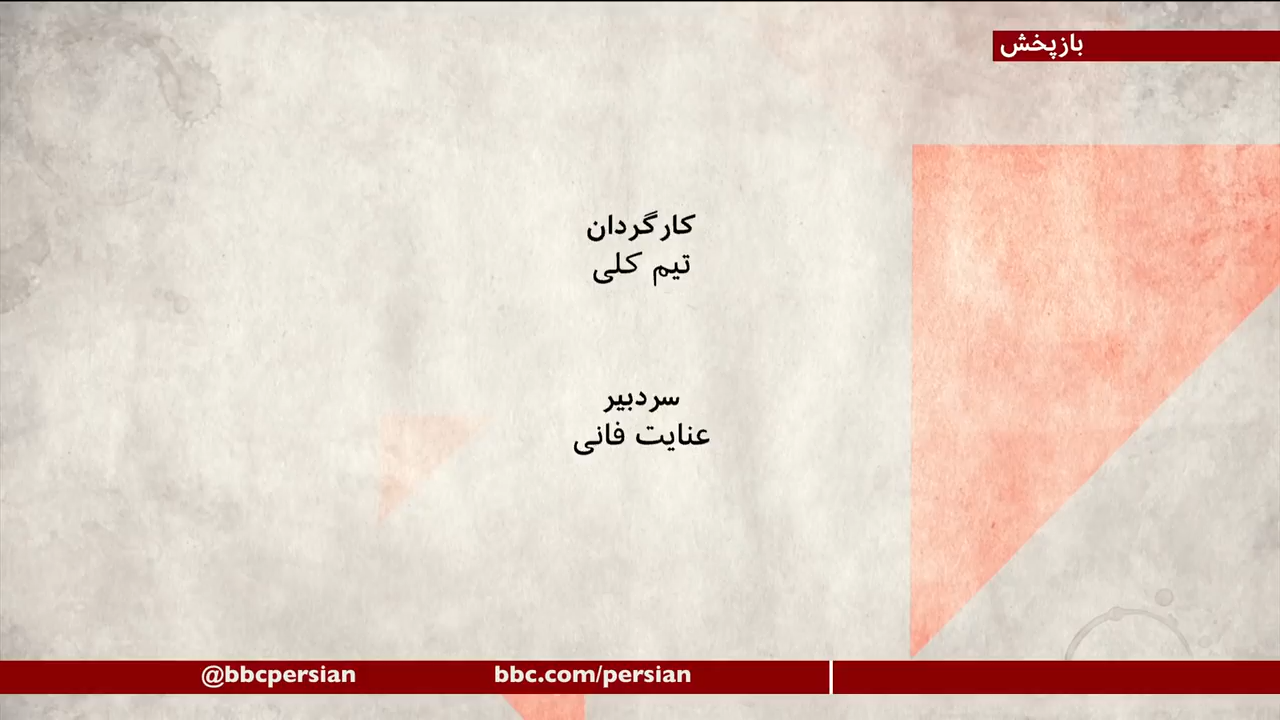 بازپخش
کارگردان
تیم کلی
سردبیر
عنایت فانی
@bbcpersian
bbc.com/persian